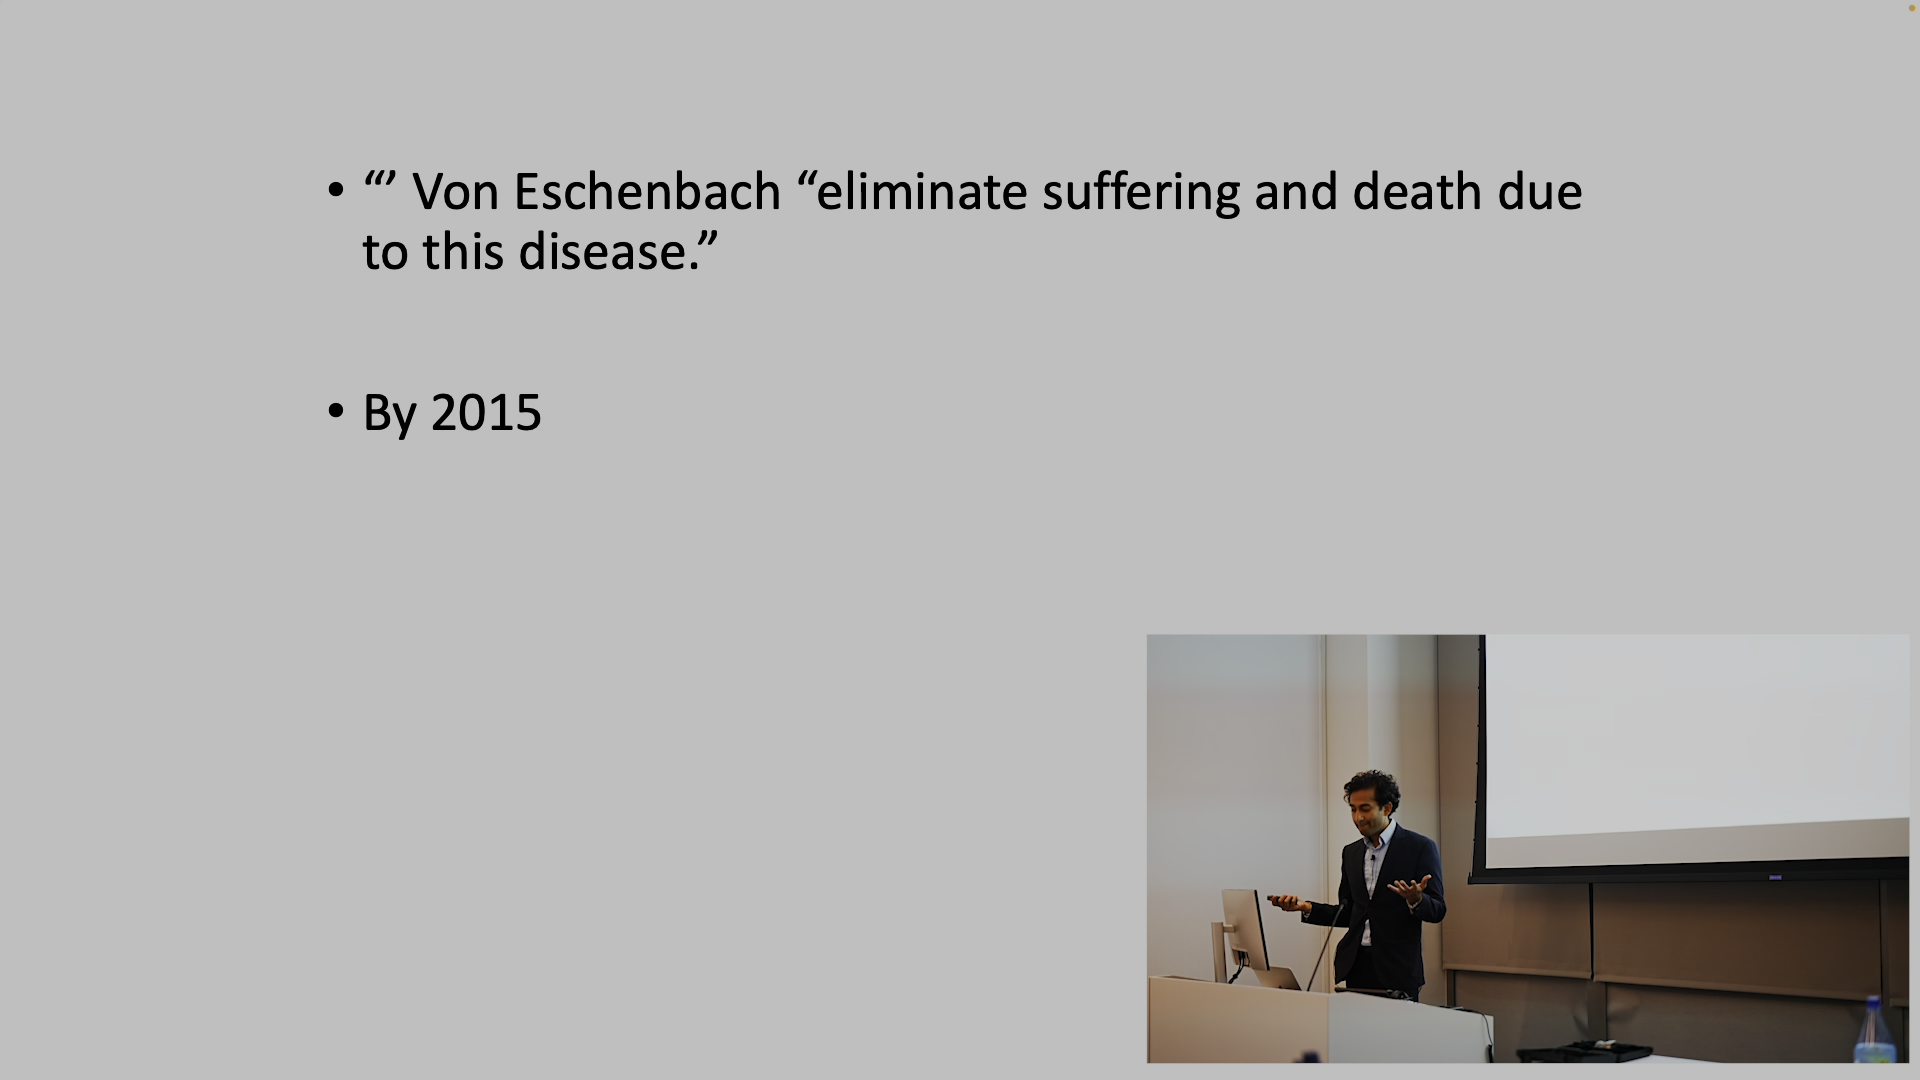 • “’ Von Eschenbach “eliminate suffering and death due
to this disease.”
• By 2015